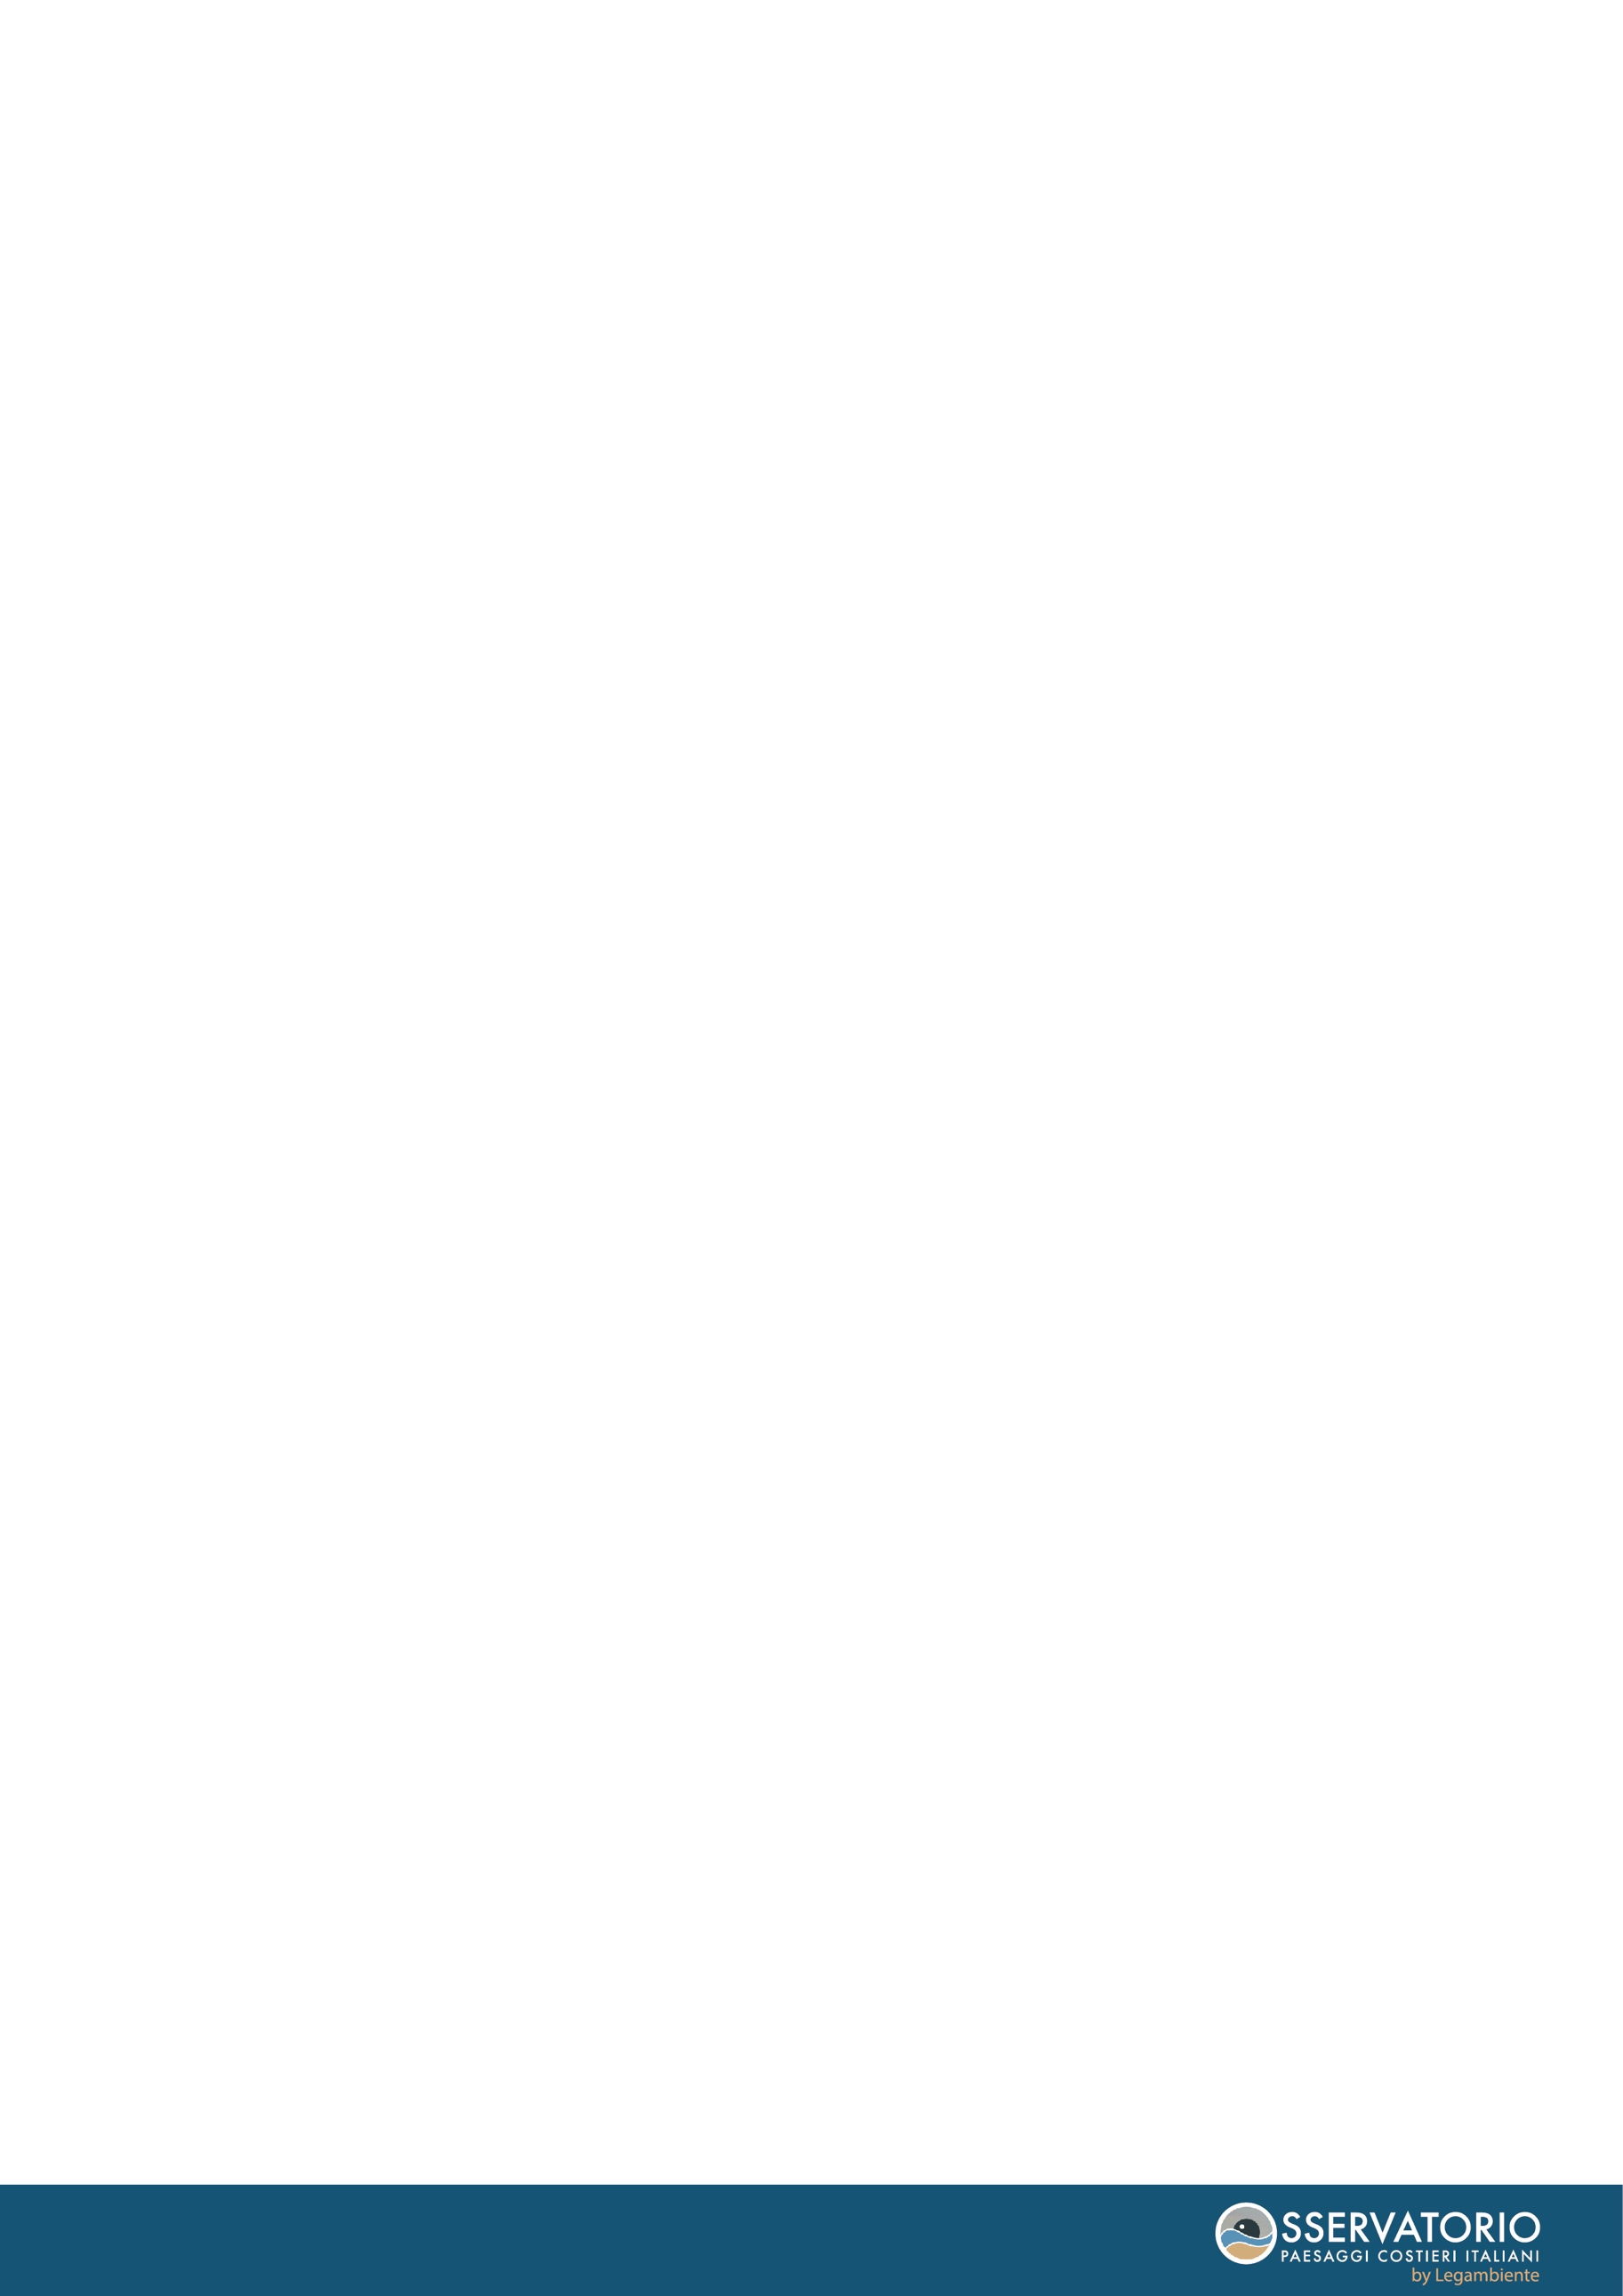 OSSERVATORIO
PAESAGGI COSTIERI ITALIANI
by Legambiente